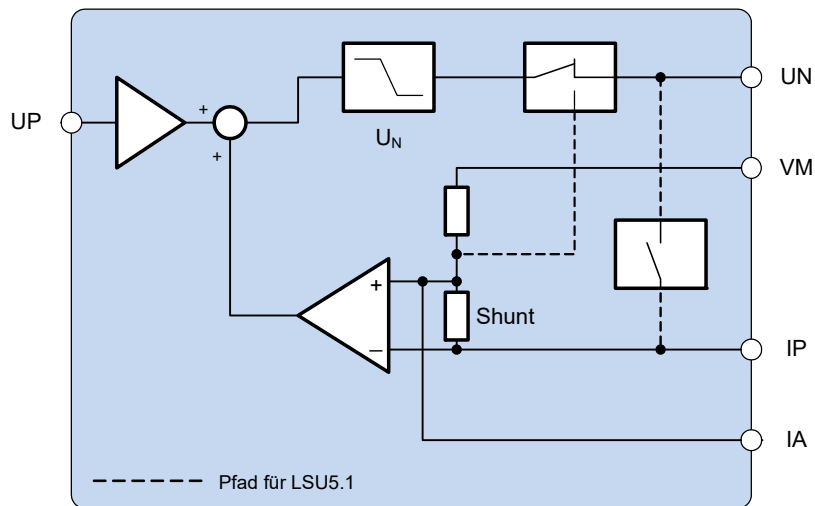 UP
+
+
U_N
UN
VM
+
Shunt
−
IP
IA
Pfad für LSU5.1